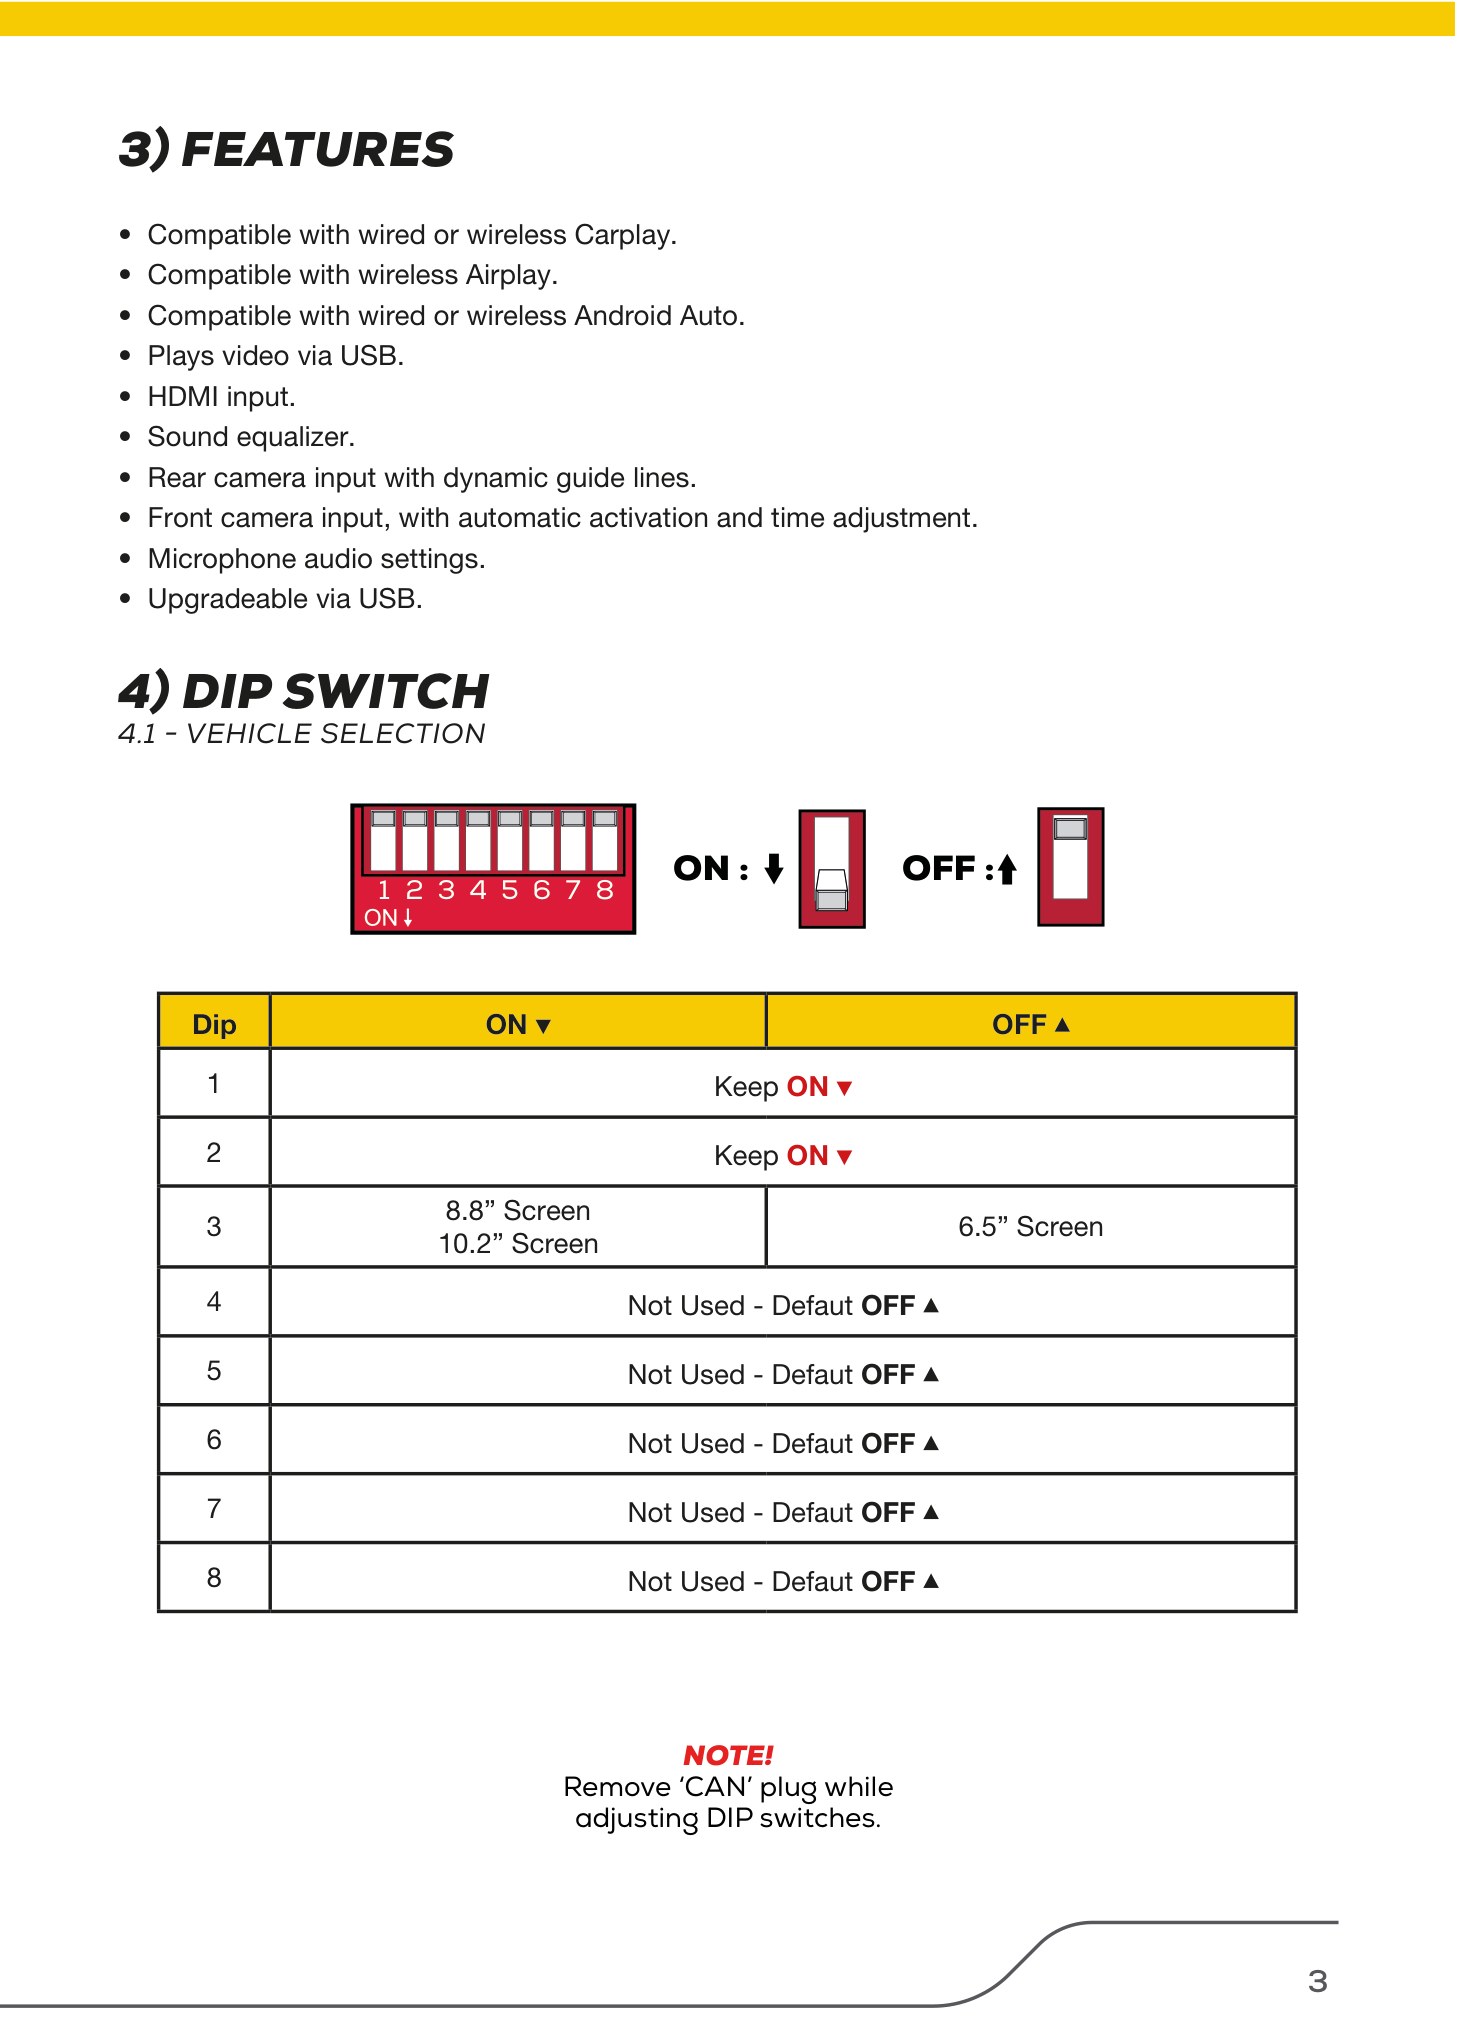 3) FEATURES
• Compatible with wired or wireless Carplay.
• Compatible with wireless Airplay.
• Compatible with wired or wireless Android Auto.
• Plays video via USB.
• HDMI input.
• Sound equalizer.
• Rear camera input with dynamic guide lines.
• Front camera input, with automatic activation and time adjustment.
• Microphone audio settings.
• Upgradeable via USB.
4) DIP SWITCH
4.1 - VEHICLE SELECTION
1 2 3 4 5 6 7 8
ON ↓
ON : ⬇ OFF : ⬆
Dip ON ▼ OFF ▲
1 Keep ON ▼
2 Keep ON ▼
3 8.8” Screen 6.5” Screen
10.2” Screen
4 Not Used - Defaut OFF ▲
5 Not Used - Defaut OFF ▲
6 Not Used - Defaut OFF ▲
7 Not Used - Defaut OFF ▲
8 Not Used - Defaut OFF ▲
NOTE!
Remove ‘CAN’ plug while
adjusting DIP switches.
3